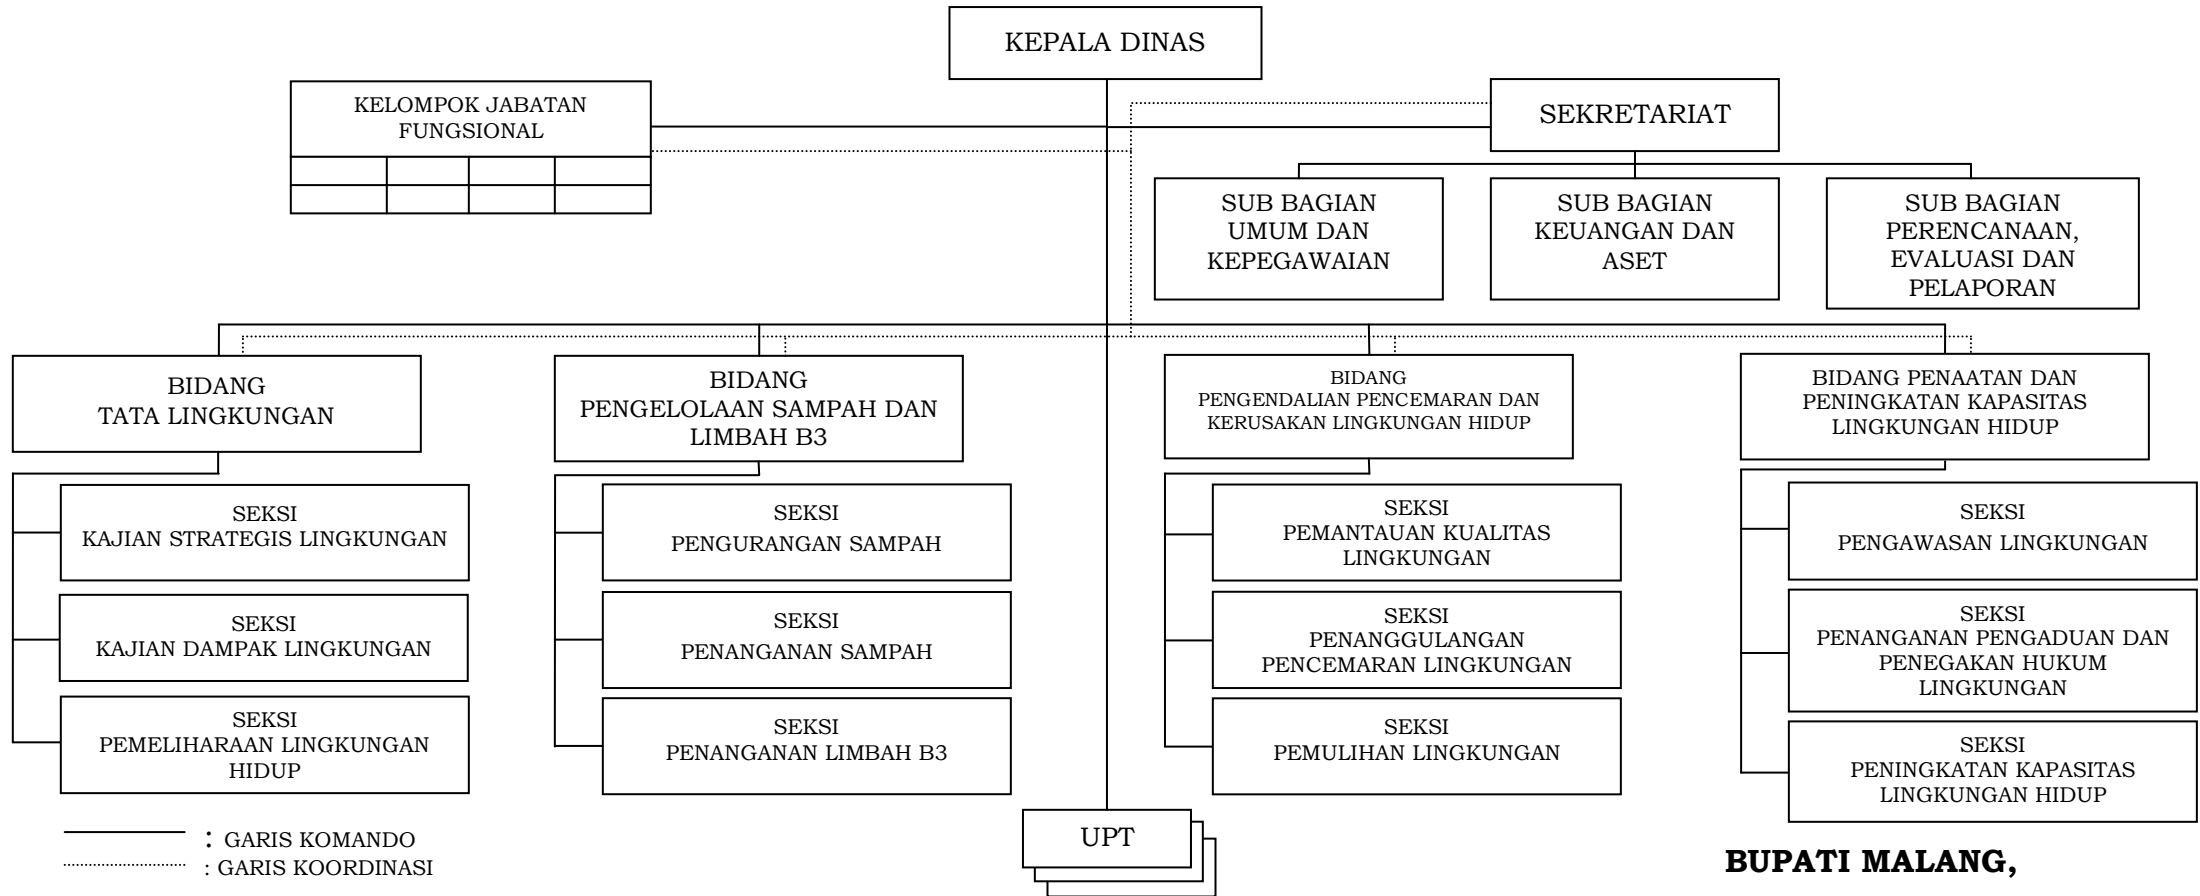 KEPALA DINAS
KELOMPOK JABATAN
FUNGSIONAL
SEKRETARIAT
SUB BAGIAN
UMUM DAN
KEPEGAWAIAN
SUB BAGIAN
KEUANGAN DAN
ASET
SUB BAGIAN
PERENCANAAN,
EVALUASI DAN
PELAPORAN
BIDANG
TATA LINGKUNGAN
BIDANG
PENGELOLAAN SAMPAH DAN
LIMBAH B3
BIDANG
PENGENDALIAN PENCEMARAN DAN
KERUSAKAN LINGKUNGAN HIDUP
BIDANG PENAATAN DAN
PENINGKATAN KAPASITAS
LINGKUNGAN HIDUP
SEKSI
KAJIAN STRATEGIS LINGKUNGAN
SEKSI
KAJIAN DAMPAK LINGKUNGAN
SEKSI
PEMELIHARAAN LINGKUNGAN
HIDUP
SEKSI
PENGURANGAN SAMPAH
SEKSI
PENANGANAN SAMPAH
SEKSI
PENANGANAN LIMBAH B3
SEKSI
PEMANTAUAN KUALITAS
LINGKUNGAN
SEKSI
PENANGGULANGAN
PENCEMARAN LINGKUNGAN
SEKSI
PEMULIHAN LINGKUNGAN
SEKSI
PENGAWASAN LINGKUNGAN
SEKSI
PENANGANAN PENGADUAN DAN
PENEGAKAN HUKUM
LINGKUNGAN
SEKSI
PENINGKATAN KAPASITAS
LINGKUNGAN HIDUP
UPT
: GARIS KOMANDO
: GARIS KOORDINASI
BUPATI MALANG,